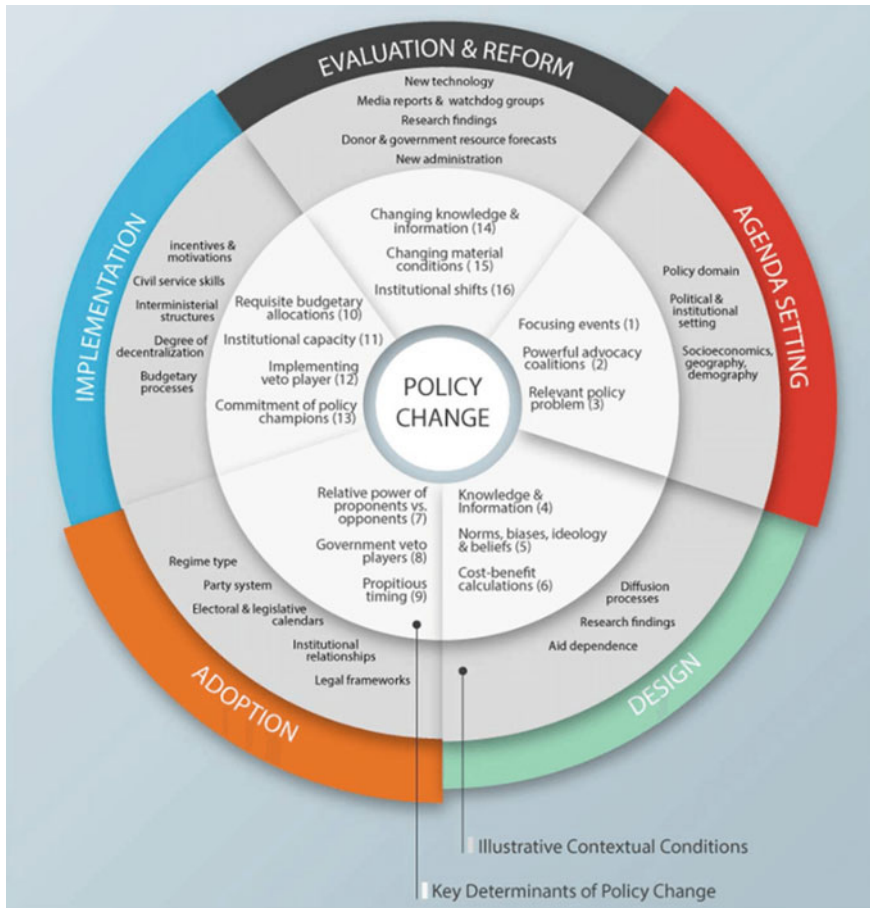 EVALUATION & REFORM
New technology
Media reports & watchdog groups
Research findings
Donor & government resource forecasts
New administration
Changing knowledge &
information (14)
Changing material
conditions ( 15)
Institutional shifts (16)
AGENDA SETTING
Policy domain
Political &
institutional
setting
Socioeconomics,
geography,
demography
Focusing events (1)
Powerful advocacy
coalitions (2)
Relevant policy
problem (3)
DESIGN
Diffusion
processes
Research findings
Aid dependence
Knowledge &
Information (4)
Norms, biases, ideology
& beliefs (5)
Cost-benefit
calculations (6)
ADOPTION
Regime type
Party system
Electoral & legislative
calendars
Institutional
relationships
Legal frameworks
Relative power of
proponents vs.
opponents (7)
Government veto
players (8)
Propitious
timing (9)
IMPLEMENTATION
incentives &
motivations
Civil service skills
Interministerial
structures
Degree of
decentralization
Budgetary
processes
Requisite budgetary
allocations (10)
Institutional capacity (11)
Implementing
veto player (12)
Commitment of policy
champions (13)
POLICY
CHANGE
Illustrative Contextual Conditions
Key Determinants of Policy Change